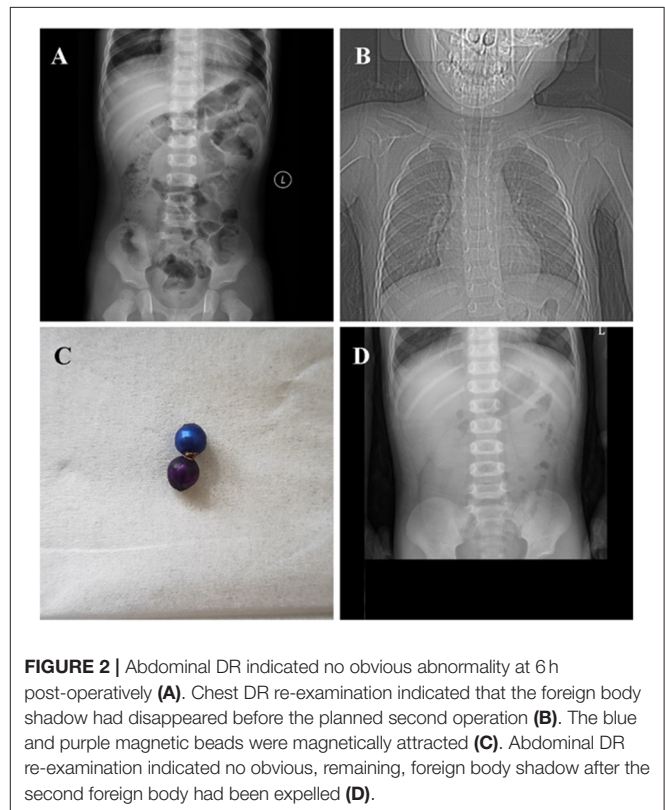 A
B
L
C
D
L
FIGURE 2 | Abdominal DR indicated no obvious abnormality at 6 h
post-operatively (A). Chest DR re-examination indicated that the foreign body
shadow had disappeared before the planned second operation (B). The blue
and purple magnetic beads were magnetically attracted (C). Abdominal DR
re-examination indicated no obvious, remaining, foreign body shadow after the
second foreign body had been expelled (D).